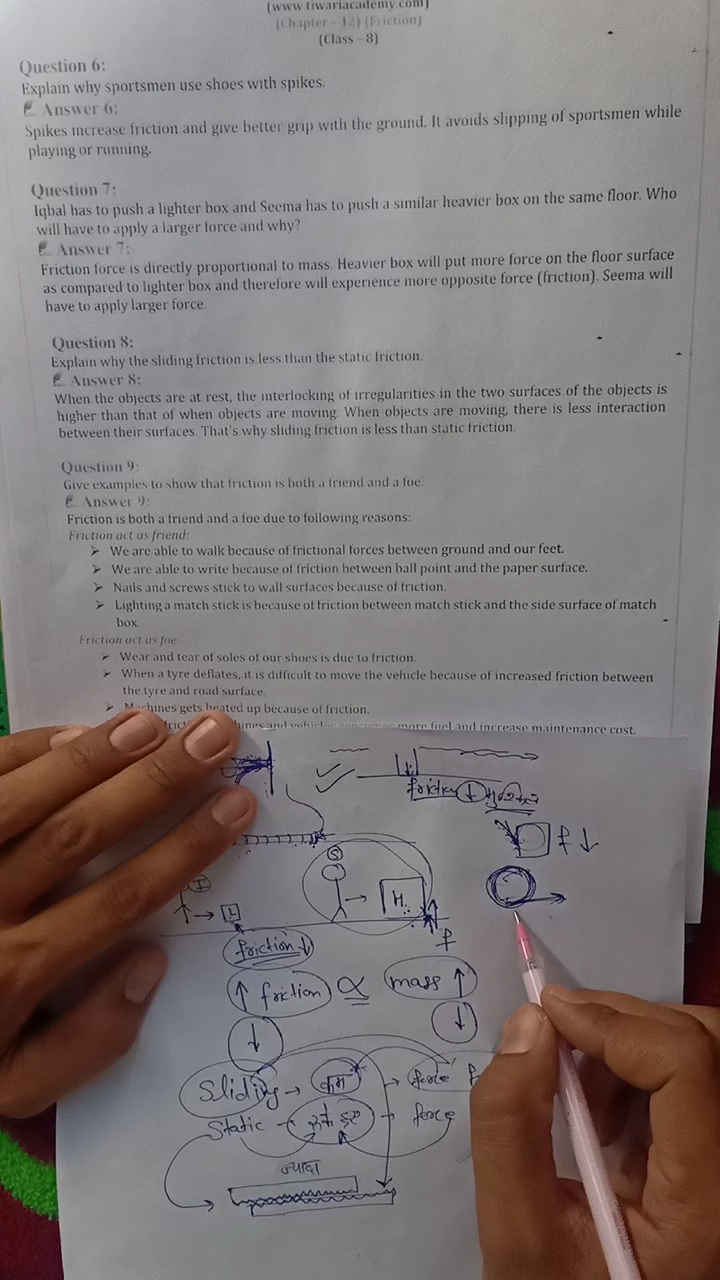 (www.tiwariacademy.com)
(Chapter – 12) (Friction)
(Class – 8)
Question 6:
Explain why sportsmen use shoes with spikes.
Answer 6:
Spikes increase friction and give better grip with the ground. It avoids slipping of sportsmen while
playing or running.
Question 7:
Iqbal has to push a lighter box and Seema has to push a similar heavier box on the same floor. Who
will have to apply a larger force and why?
Answer 7:
Friction force is directly proportional to mass. Heavier box will put more force on the floor surface
as compared to lighter box and therefore will experience more opposite force (friction). Seema will
have to apply larger force.
Question 8:
Explain why the sliding friction is less than the static friction.
Answer 8:
When the objects are at rest, the interlocking of irregularities in the two surfaces of the objects is
higher than that of when objects are moving. When objects are moving, there is less interaction
between their surfaces. That's why sliding friction is less than static friction.
Question 9:
Give examples to show that friction is both a friend and a foe.
Answer 9:
Friction is both a friend and a foe due to following reasons:
Friction act as friend:
➢ We are able to walk because of frictional forces between ground and our feet.
➢ We are able to write because of friction between ball point and the paper surface.
➢ Nails and screws stick to wall surfaces because of friction.
➢ Lighting a match stick is because of friction between match stick and the side surface of match
box.
Friction act as foe:
➢ Wear and tear of soles of our shoes is due to friction.
➢ When a tyre deflates, it is difficult to move the vehicle because of increased friction between
the tyre and road surface.
➢ Machines gets heated up because of friction.
more fuel and increase maintenance cost.
friction ↓
f ↓
S
I
H
L
f
friction ↓
↑ friction ∝ mass ↑
↓ ↓
Sliding → कम → force
Static → → force
ज्यादा